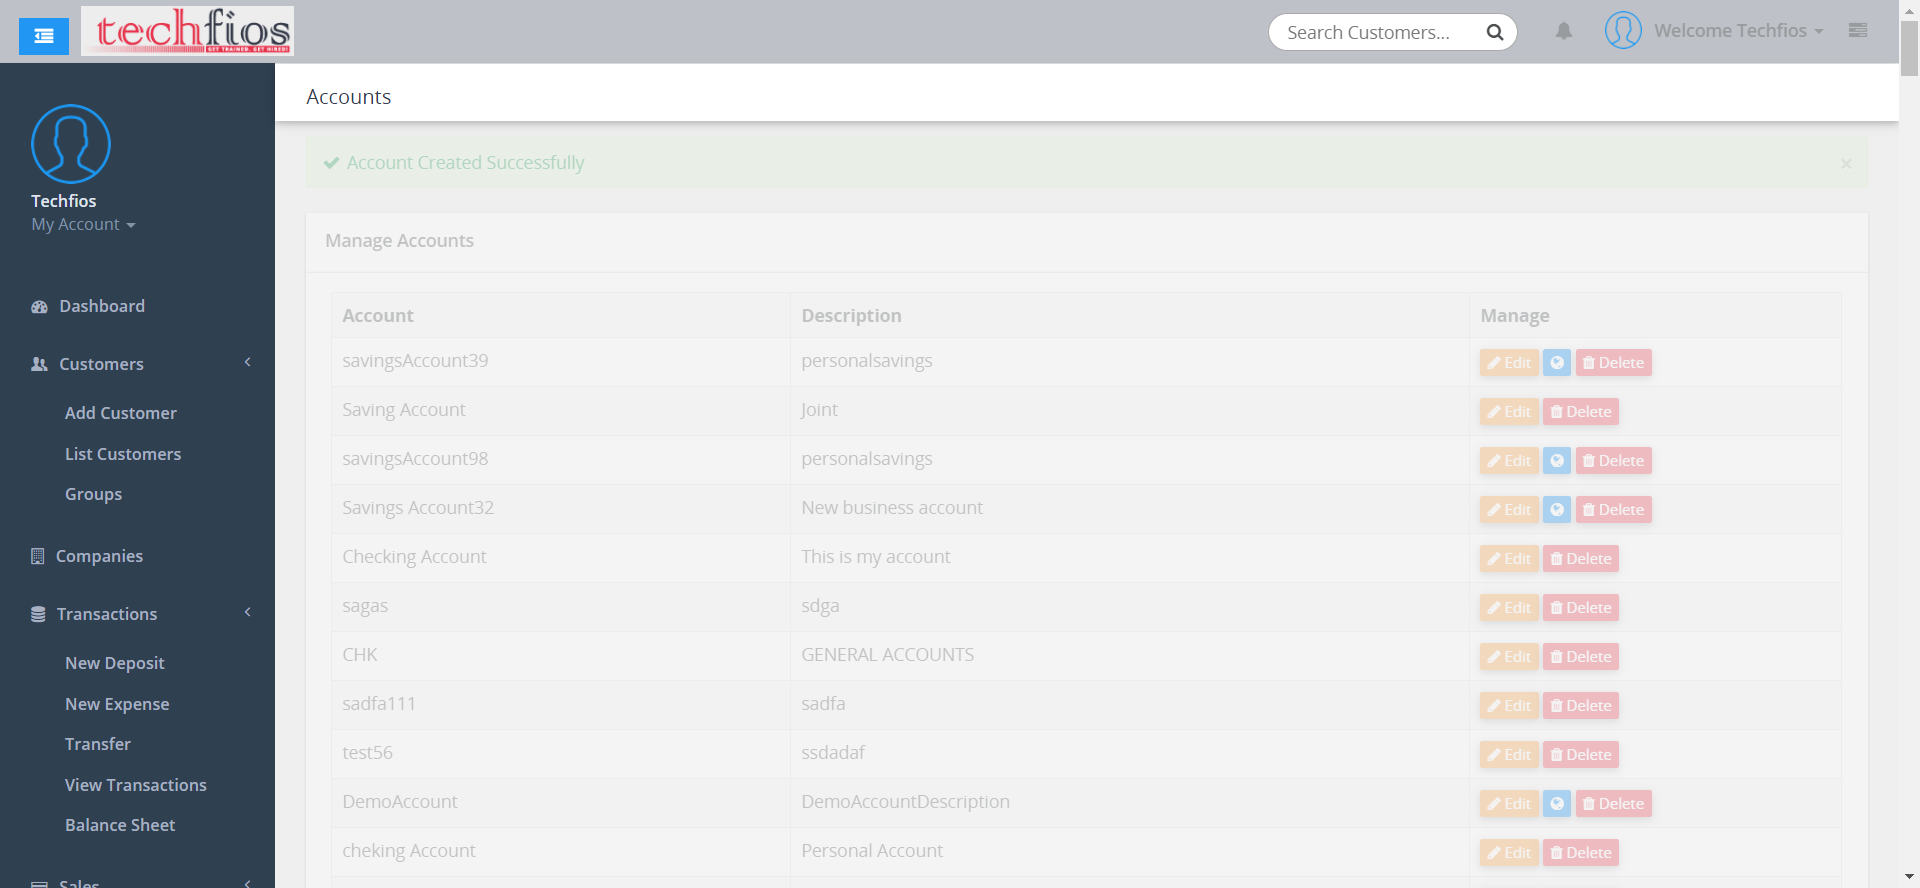 techfios
GET TRAINED. GET HIRED!
Search Customers...
Welcome Techfios
Techfios
My Account
Dashboard
Customers
Add Customer
List Customers
Groups
Companies
Transactions
New Deposit
New Expense
Transfer
View Transactions
Balance Sheet
Sales
Accounts
Account Created Successfully
×
Manage Accounts
Account Description Manage
savingsAccount39 personalsavings Edit Delete
Saving Account Joint Edit Delete
savingsAccount98 personalsavings Edit Delete
Savings Account32 New business account Edit Delete
Checking Account This is my account Edit Delete
sagas sdga Edit Delete
CHK GENERAL ACCOUNTS Edit Delete
sadfa111 sadfa Edit Delete
test56 ssdadaf Edit Delete
DemoAccount DemoAccountDescription Edit Delete
cheking Account Personal Account Edit Delete